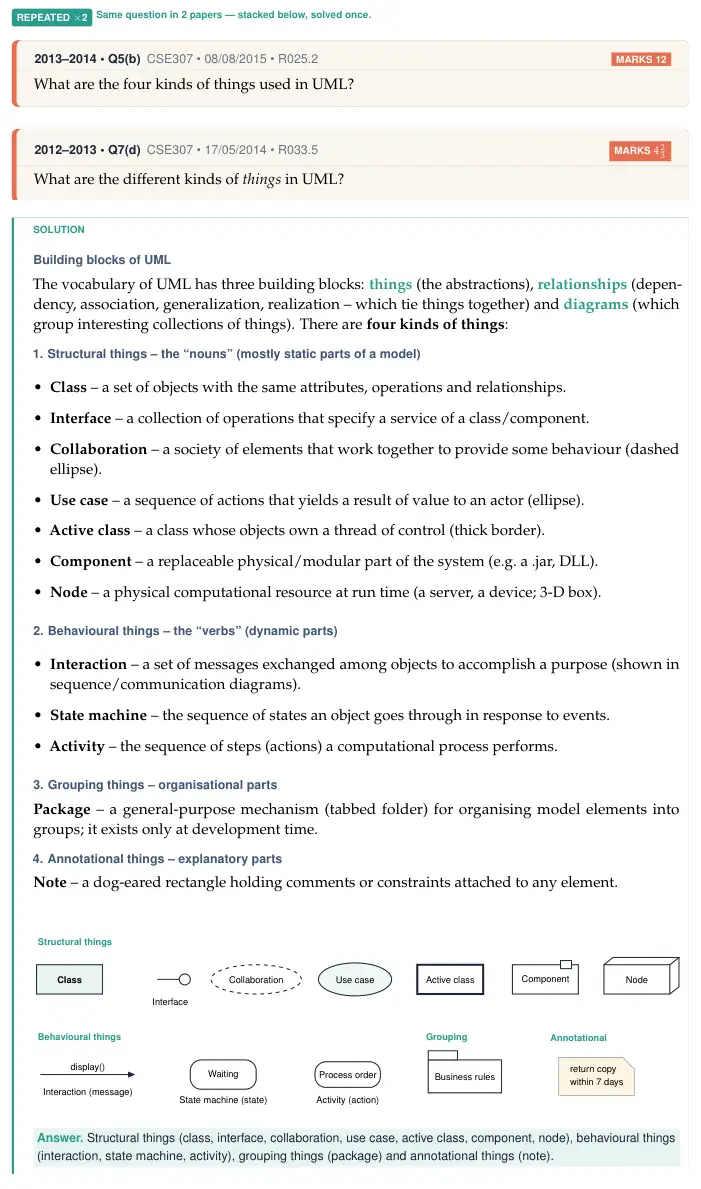 REPEATED ×2 Same question in 2 papers — stacked below, solved once.
2013–2014 • Q5(b) CSE307 • 08/08/2015 • R025.2 MARKS 12
What are the four kinds of things used in UML?
2012–2013 • Q7(d) CSE307 • 17/05/2014 • R033.5 MARKS 4 2/3
What are the different kinds of things in UML?
SOLUTION
Building blocks of UML
The vocabulary of UML has three building blocks: things (the abstractions), relationships (depen-
dency, association, generalization, realization – which tie things together) and diagrams (which
group interesting collections of things). There are four kinds of things:
1. Structural things – the “nouns” (mostly static parts of a model)
• Class – a set of objects with the same attributes, operations and relationships.
• Interface – a collection of operations that specify a service of a class/component.
• Collaboration – a society of elements that work together to provide some behaviour (dashed
ellipse).
• Use case – a sequence of actions that yields a result of value to an actor (ellipse).
• Active class – a class whose objects own a thread of control (thick border).
• Component – a replaceable physical/modular part of the system (e.g. a .jar, DLL).
• Node – a physical computational resource at run time (a server, a device; 3-D box).
2. Behavioural things – the “verbs” (dynamic parts)
• Interaction – a set of messages exchanged among objects to accomplish a purpose (shown in
sequence/communication diagrams).
• State machine – the sequence of states an object goes through in response to events.
• Activity – the sequence of steps (actions) a computational process performs.
3. Grouping things – organisational parts
Package – a general-purpose mechanism (tabbed folder) for organising model elements into
groups; it exists only at development time.
4. Annotational things – explanatory parts
Note – a dog-eared rectangle holding comments or constraints attached to any element.
Structural things
Class
Interface
Collaboration
Use case
Active class
Component
Node
Behavioural things
display()
Interaction (message)
Waiting
State machine (state)
Process order
Activity (action)
Grouping
Business rules
Annotational
return copy
within 7 days
Answer. Structural things (class, interface, collaboration, use case, active class, component, node), behavioural things
(interaction, state machine, activity), grouping things (package) and annotational things (note).